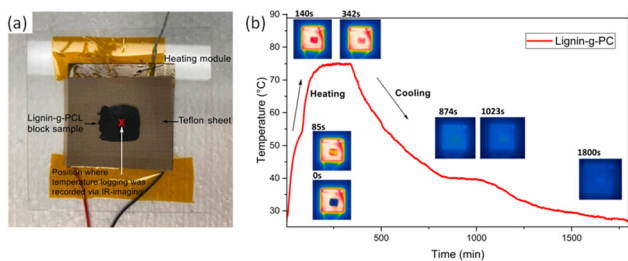 (a)
Heating module
Lignin-g-PCL
block sample
Teflon sheet
X
Position where
temperature logging was
recorded via IR-imaging
(b)
90
80
70
60
50
40
30
Temperature (°C)
140s
342s
Lignin-g-PC
Heating
Cooling
85s
0s
874s
1023s
1800s
500
1000
1500
Time (min)